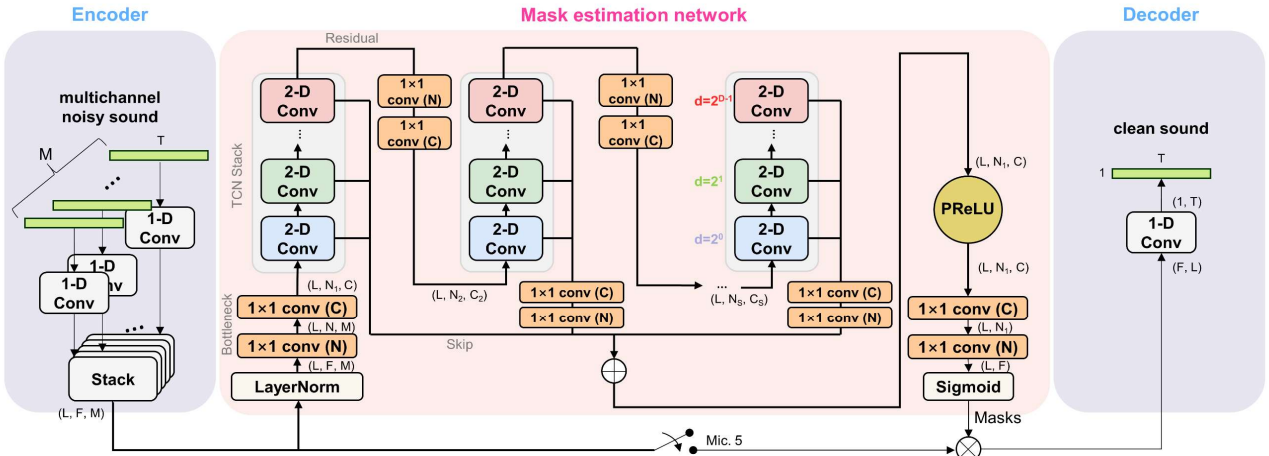 Encoder
Mask estimation network
Decoder
multichannel
noisy sound
M
T
...
1-D
Conv
1-D
Conv
1-D
nv
...
Stack
(L, F, M)
Residual
TCN Stack
2-D
Conv
...
2-D
Conv
2-D
Conv
(L, N₁, C)
Bottleneck
1×1 conv (C)
(L, N, M)
1×1 conv (N)
(L, F, M)
LayerNorm
1×1
conv (N)
1×1
conv (C)
2-D
Conv
...
2-D
Conv
2-D
Conv
(L, N₂, C₂)
1×1 conv (C)
1×1 conv (N)
Skip
1×1
conv (N)
1×1
conv (C)
d=2ᴰ⁻¹
d=2¹
d=2⁰
2-D
Conv
...
2-D
Conv
2-D
Conv
...
(L, Nₛ, Cₛ)
1×1 conv (C)
1×1 conv (N)
(L, N₁, C)
PReLU
(L, N₁, C)
1×1 conv (C)
(L, N₁)
1×1 conv (N)
(L, F)
Sigmoid
Masks
Mic. 5
clean sound
T
1
(1, T)
1-D
Conv
(F, L)